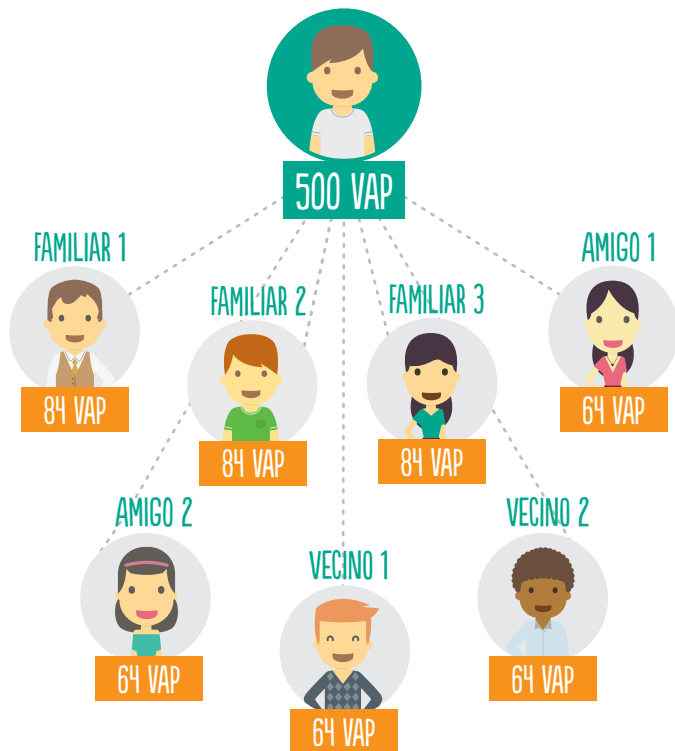 500 VAP
FAMILIAR 1
84 VAP
FAMILIAR 2
84 VAP
FAMILIAR 3
84 VAP
AMIGO 1
64 VAP
AMIGO 2
64 VAP
VECINO 1
64 VAP
VECINO 2
64 VAP